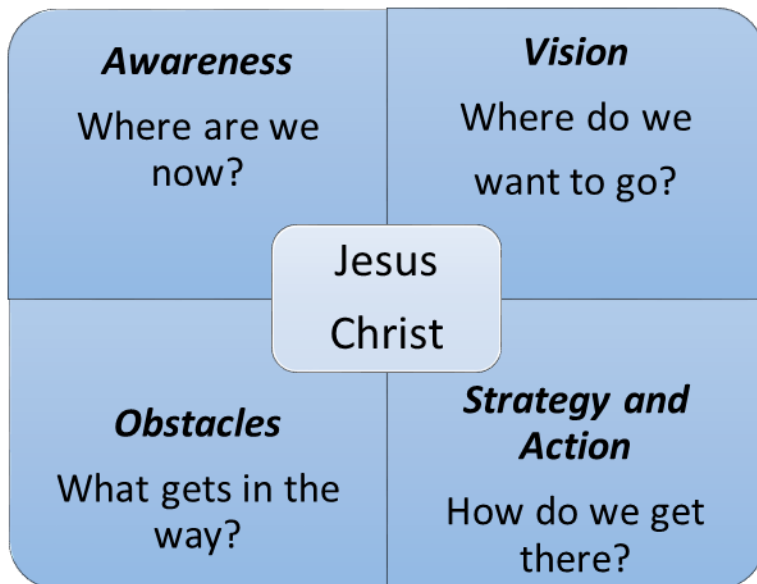 Awareness
Where are we
now?
Vision
Where do we
want to go?
Jesus
Christ
Obstacles
What gets in the
way?
Strategy and
Action
How do we get
there?